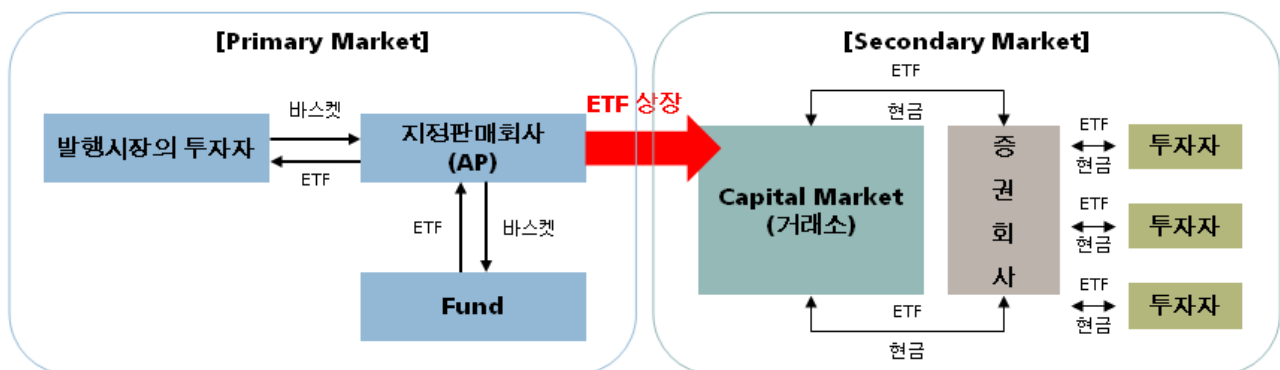 [Primary Market]
발행시장의 투자자
바스켓
ETF
지정판매회사
(AP)
ETF
바스켓
Fund
ETF 상장
[Secondary Market]
ETF
현금
Capital Market
(거래소)
증
권
회
사
ETF
현금
ETF
현금
투자자
ETF
현금
투자자
ETF
현금
투자자